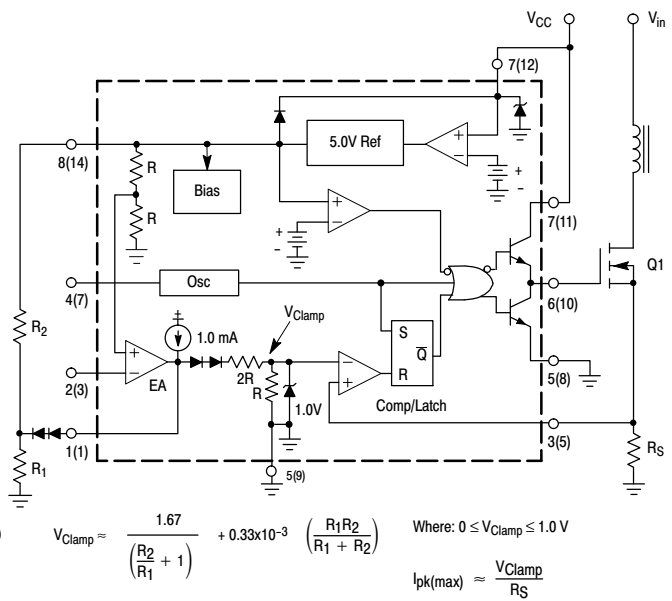 VCC
Vin
7(12)
5.0V Ref
+
−
+
-
8(14)
R
Bias
R
+
−
+
-
7(11)
Q1
4(7)
Osc
6(10)
R2
VClamp
1.0 mA
S
Q
R
+
−
EA
2R
R
1.0V
−
+
Comp/Latch
2(3)
5(8)
1(1)
3(5)
R1
RS
5(9)
)
VClamp ≈ 1.67 / (R2/R1 + 1) + 0.33x10-3 (R1R2 / R1 + R2) Where: 0 ≤ VClamp ≤ 1.0 V
Ipk(max) ≈ VClamp / RS